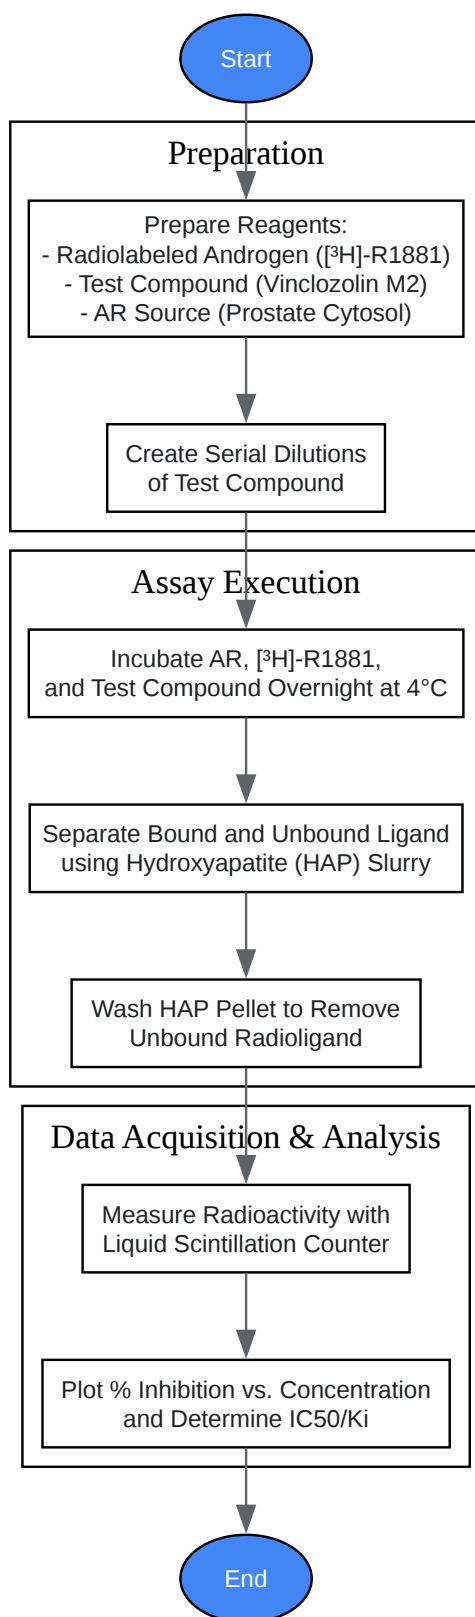 Start
Preparation
Prepare Reagents:
- Radiolabeled Androgen ([³H]-R1881)
- Test Compound (Vinclozolin M2)
- AR Source (Prostate Cytosol)
Create Serial Dilutions
of Test Compound
Assay Execution
Incubate AR, [³H]-R1881,
and Test Compound Overnight at 4°C
Separate Bound and Unbound Ligand
using Hydroxyapatite (HAP) Slurry
Wash HAP Pellet to Remove
Unbound Radioligand
Data Acquisition & Analysis
Measure Radioactivity with
Liquid Scintillation Counter
Plot % Inhibition vs. Concentration
and Determine IC50/Ki
End